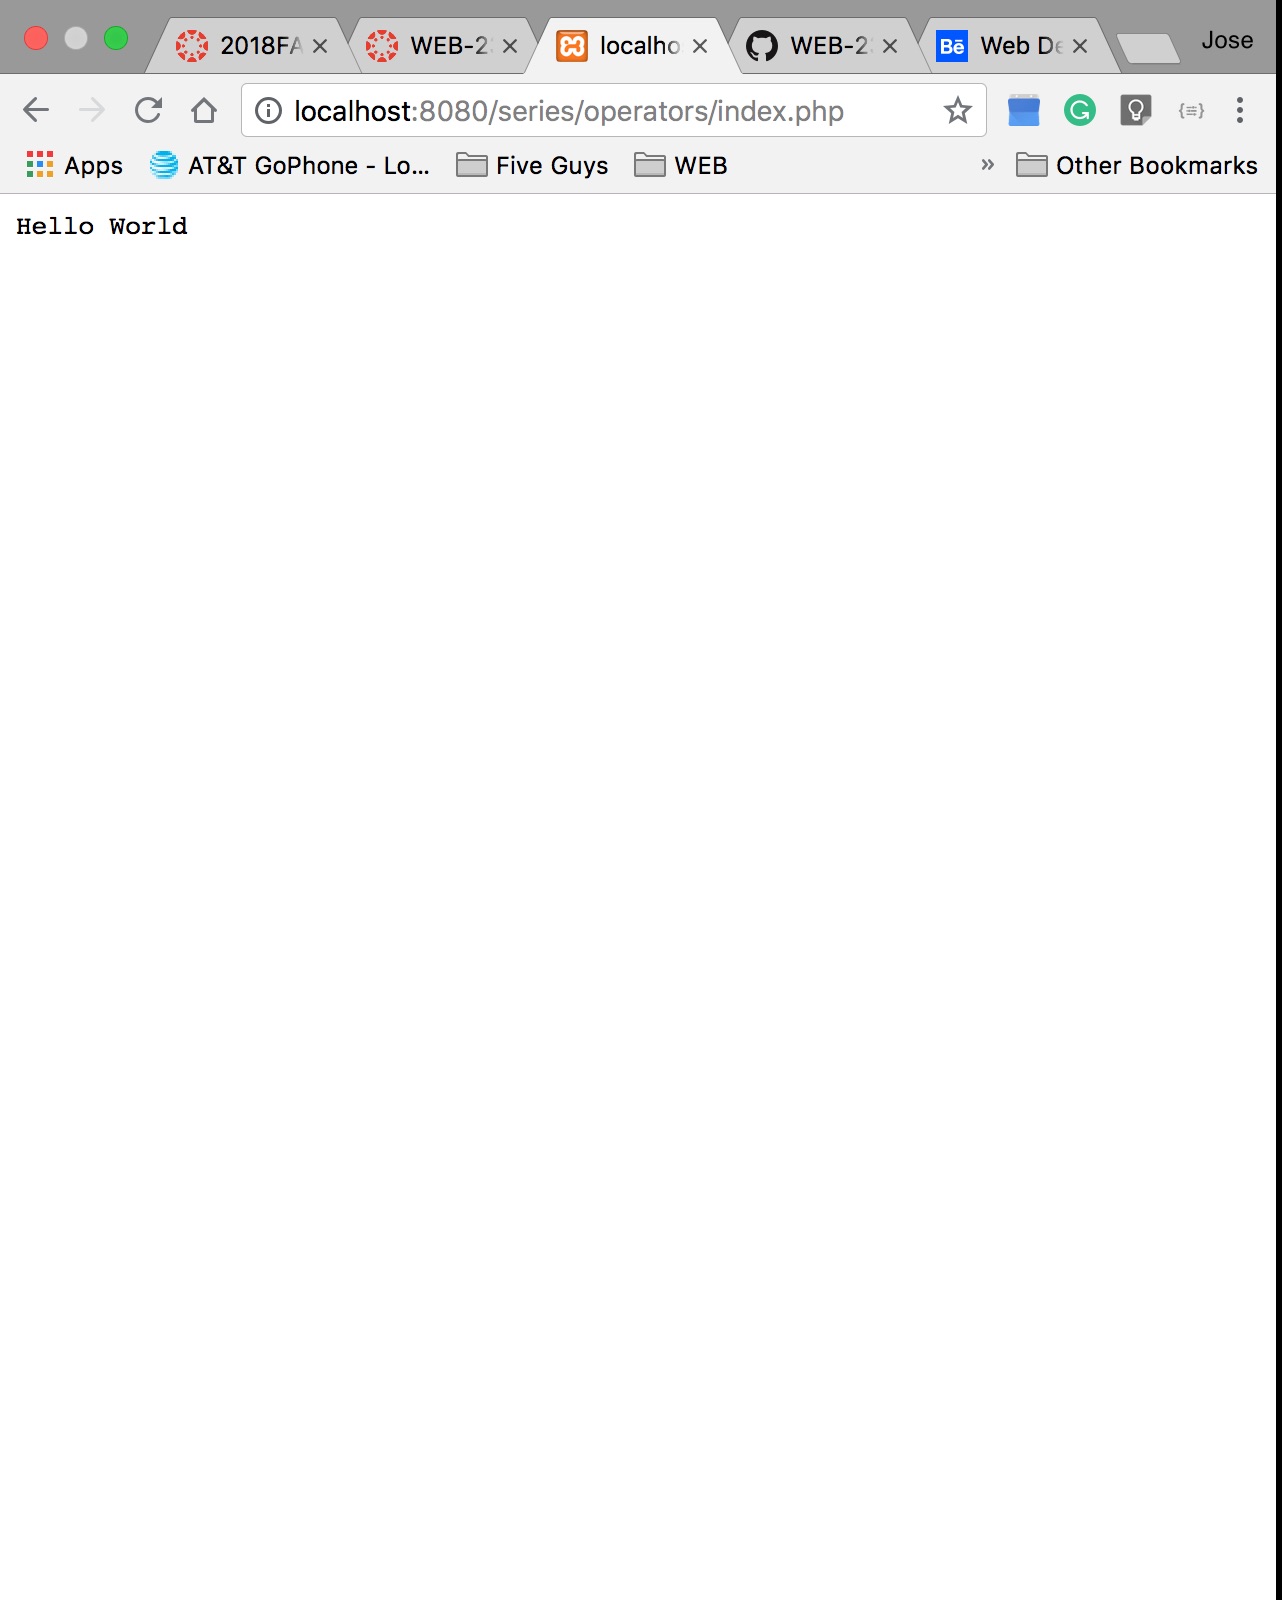 2018FA
WEB-2
localho
WEB-2
Bē Web De
Jose
localhost:8080/series/operators/index.php
Apps
AT&T GoPhone - Lo...
Five Guys
WEB
» Other Bookmarks
Hello World